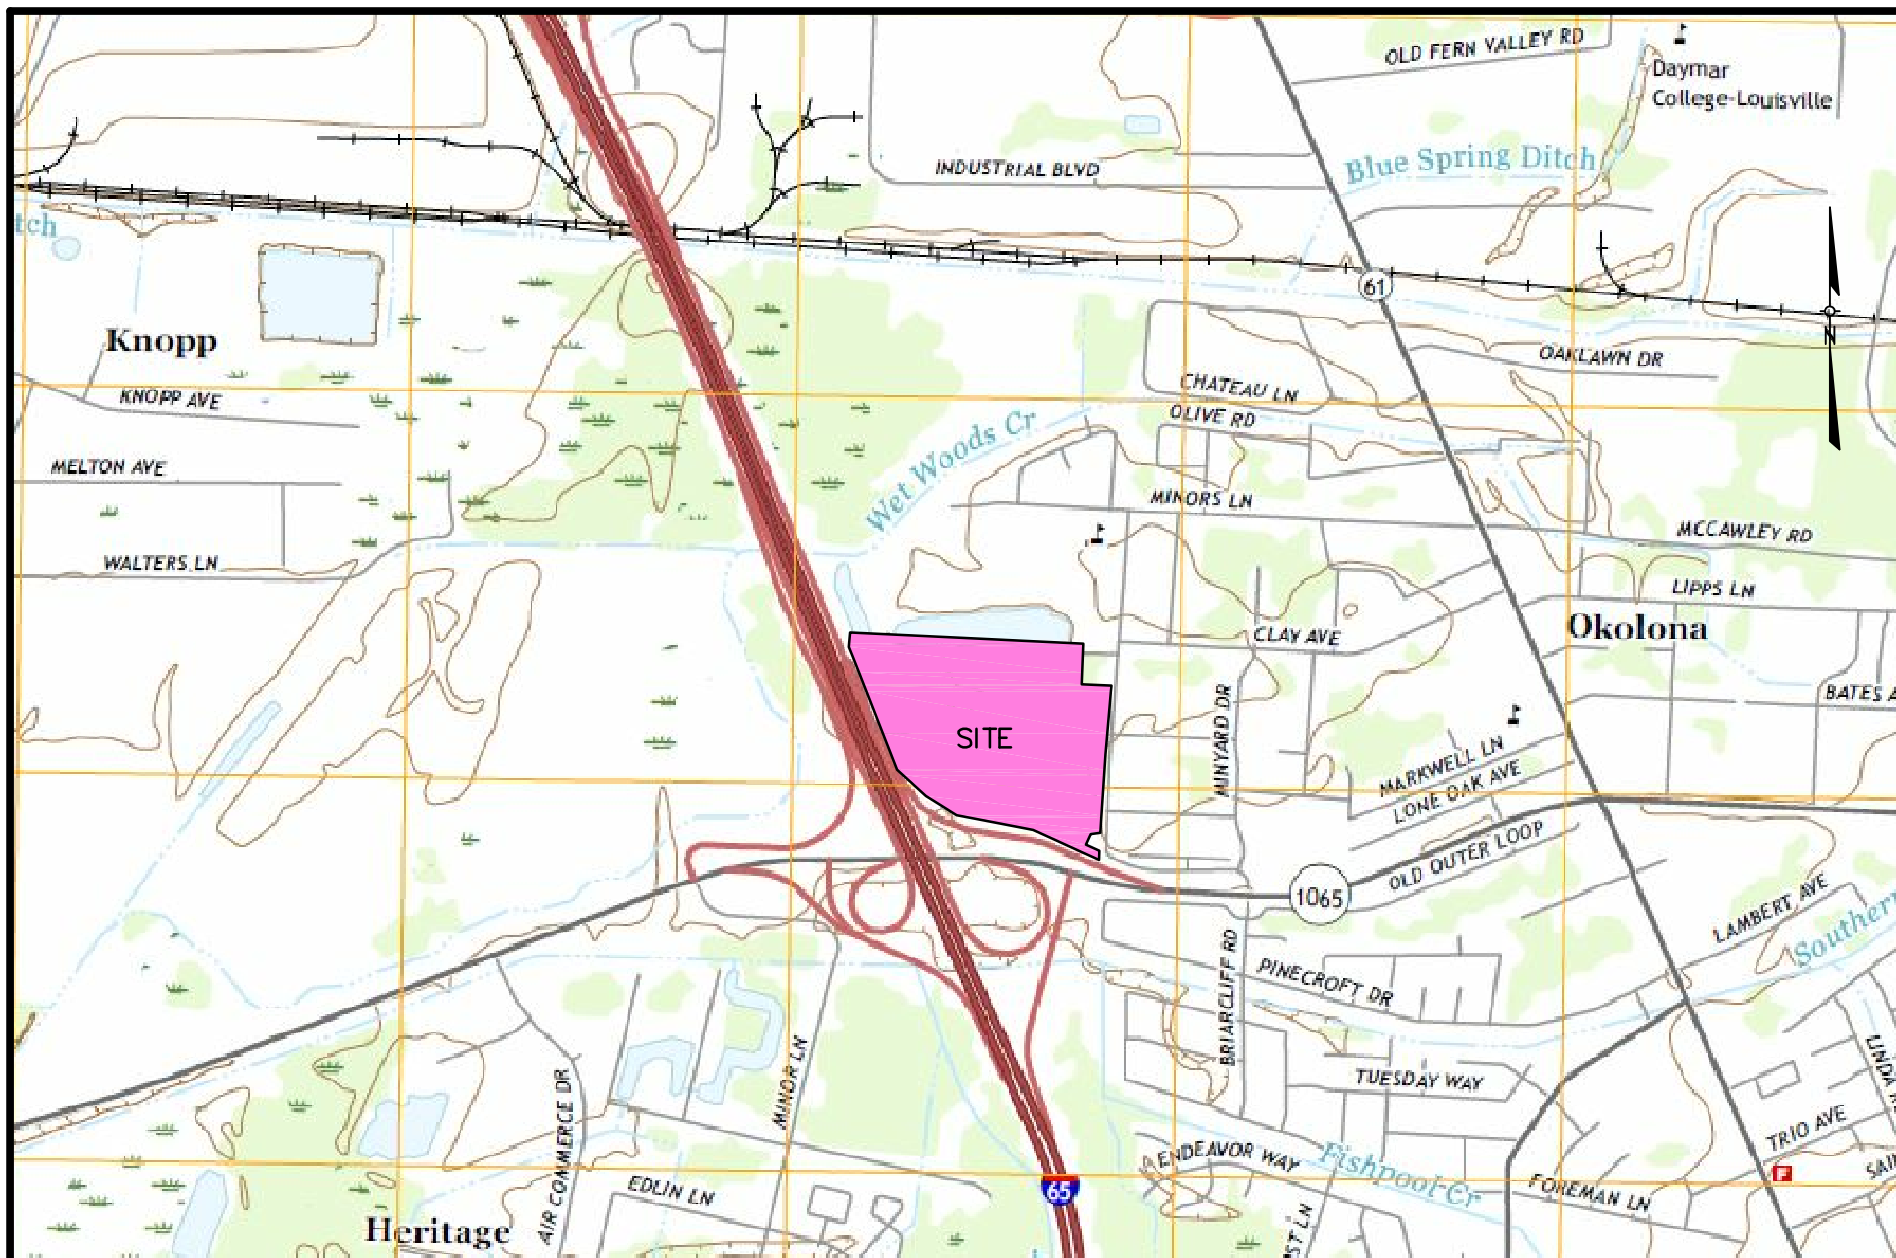 OLD FERN VALLEY RD
Daymar
College-Louisville
INDUSTRIAL BLVD
Blue Spring Ditch
tch
61
N
Knopp
OAKLAWN DR
CHATEAU LN
KNOPP AVE
OLIVE RD
Wet Woods Cr
MELTON AVE
MINORS LN
MCCAWLEY RD
WALTERS LN
LIPPS LN
Okolona
CLAY AVE
BATES A
SITE
MINYARD DR
MARKWELL LN
LONE OAK AVE
OLD OUTER LOOP
1065
LAMBERT AVE
Southern
BRIARCLIFF RD
PINECROFT DR
MINOR LN
AIR COMMERCE DR
TUESDAY WAY
LINDA
TRIO AVE
ENDEAVOR WAY
Fishpool Cr
F
SAI
65
EDLIN LN
FOREMAN LN
ST LN
Heritage